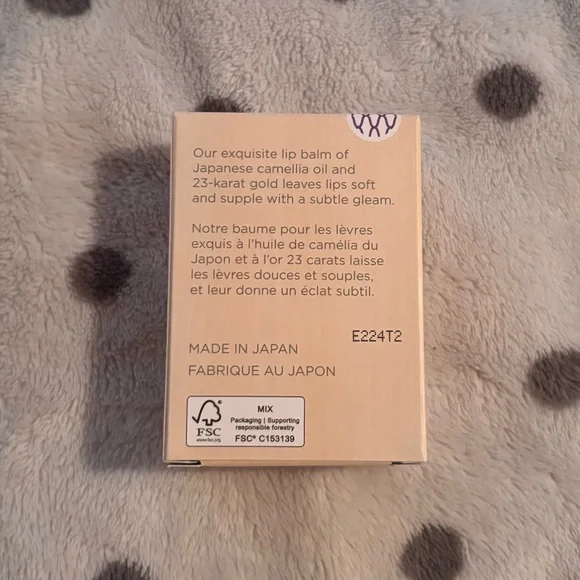 Our exquisite lip balm of
Japanese camellia oil and
23-karat gold leaves lips soft
and supple with a subtle gleam.
Notre baume pour les lèvres
exquis à l'huile de camélia du
Japon et à l'or 23 carats laisse
les lèvres douces et souples,
et leur donne un éclat subtil.
E224T2
MADE IN JAPAN
FABRIQUE AU JAPON
FSC
www.fsc.org
MIX
Packaging | Supporting
responsible forestry
FSC® C153139